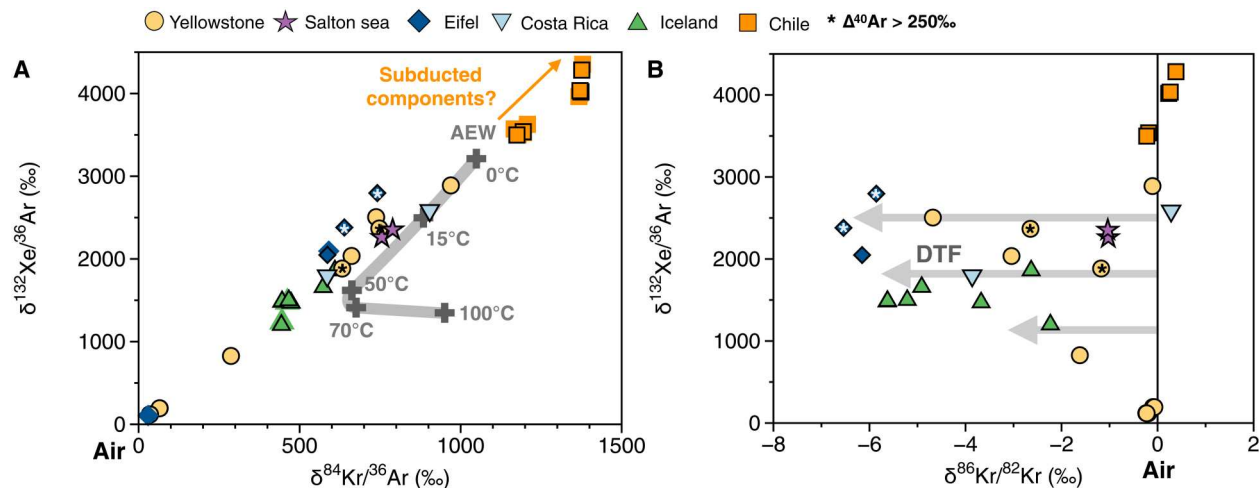 Yellowstone Salton sea Eifel Costa Rica Iceland Chile * Δ⁴⁰Ar > 250‰
A
Subducted
components?
AEW
0°C
15°C
50°C
70°C
100°C
4000
3000
2000
1000
0
0 500 1000 1500
Air
δ¹³²Xe/³⁶Ar (‰)
δ⁸⁴Kr/³⁶Ar (‰)
B
DTF
4000
3000
2000
1000
0
−8 −6 −4 −2 0 2
Air
δ¹³²Xe/³⁶Ar (‰)
δ⁸⁶Kr/⁸²Kr (‰)